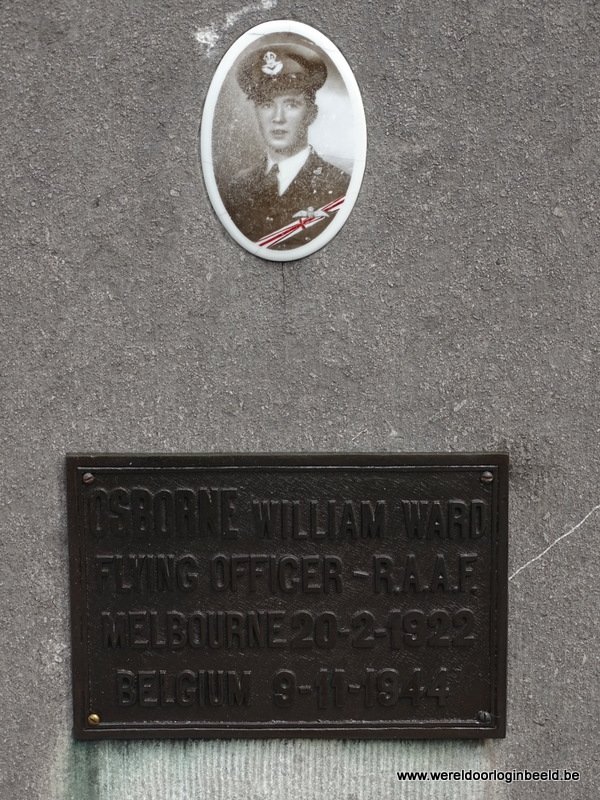 OSBORNE WILLIAM WARD
FLYING OFFICER - R.A.A.F.
MELBOURNE 20-2-1922
BELGIUM 9-11-1944
www.wereldoorloginbeeld.be